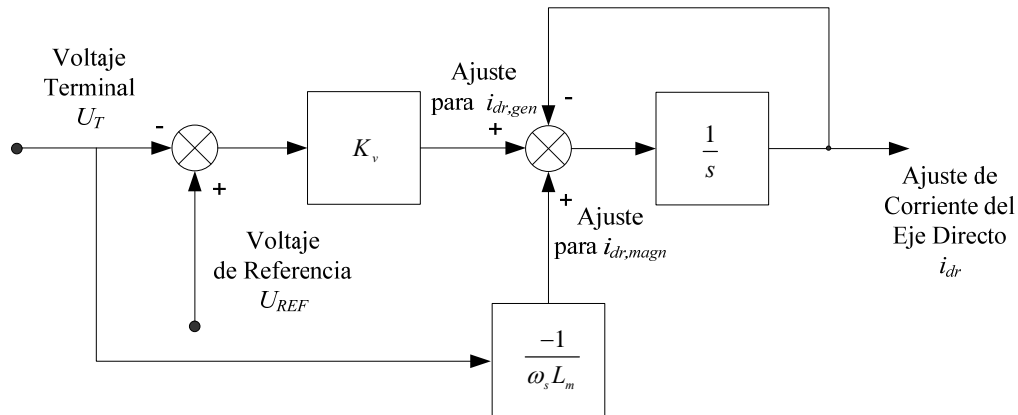 Voltaje
Terminal
U_T
-
+
K_v
Voltaje
de Referencia
U_REF
Ajuste
para i_dr,gen
-
+
+
1/s
Ajuste
para i_dr,magn
-1/(ω_s L_m)
Ajuste de
Corriente del
Eje Directo
i_dr